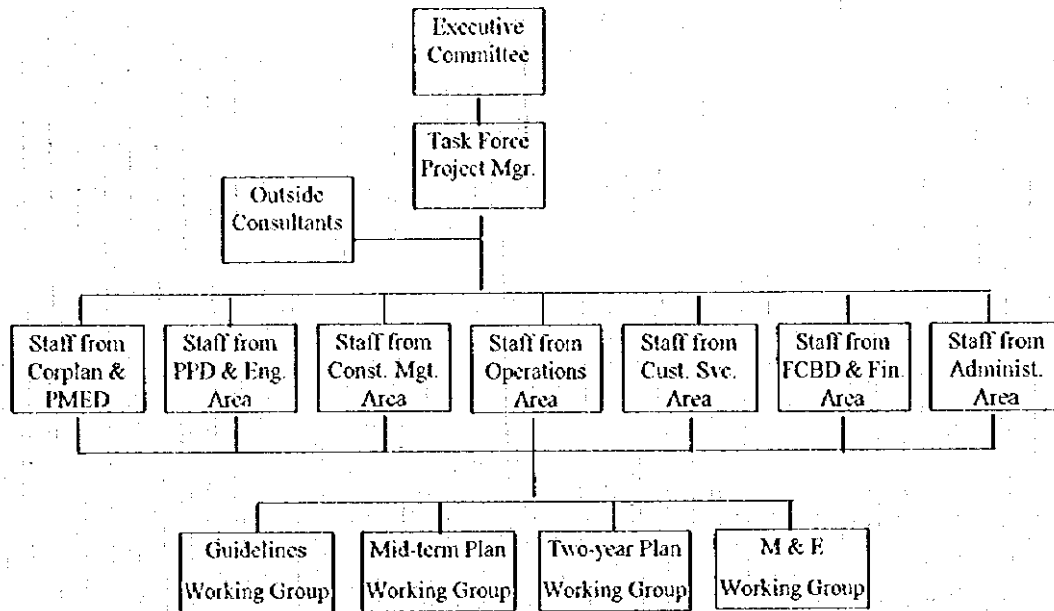 Executive
Committee
Task Force
Project Mgr.
Outside
Consultants
Staff from
Corplan &
PMED
Staff from
PPD & Eng.
Area
Staff from
Const. Mgt.
Area
Staff from
Operations
Area
Staff from
Cust. Svc.
Area
Staff from
FCBD & Fin.
Area
Staff from
Administ.
Area
Guidelines
Working Group
Mid-term Plan
Working Group
Two-year Plan
Working Group
M & E
Working Group